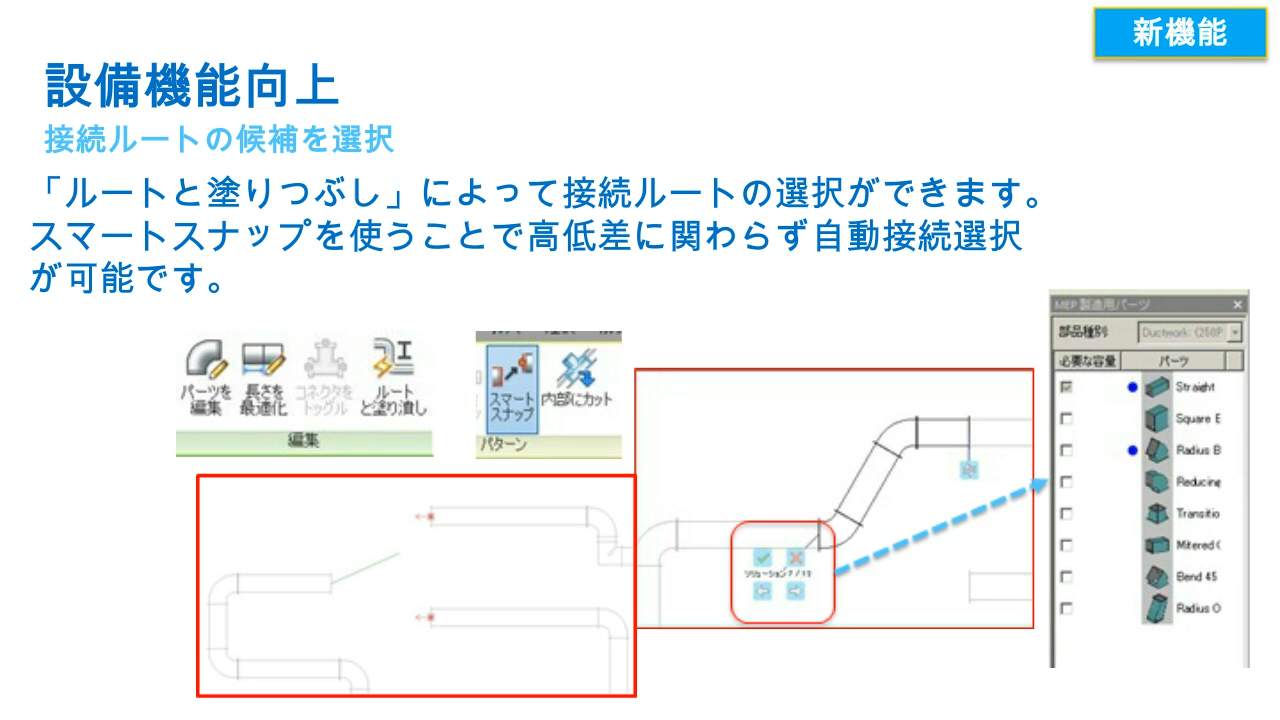 新機能
設備機能向上
接続ルートの候補を選択
「ルートと塗りつぶし」によって接続ルートの選択ができます。
スマートスナップを使うことで高低差に関わらず自動接続選択
が可能です。
パーツを
編集
長さを
最適化
コネクタを
トグル
ルート
と塗り潰し
編集
スマート
スナップ
内部にカット
パターン
MEP 製造用パーツ
部品種別
Ductwork: (250P
必要な容量
パーツ
Straight
Square E
Radius B
Reducing
Transitio
Mitered (
Bend 45
Radius O